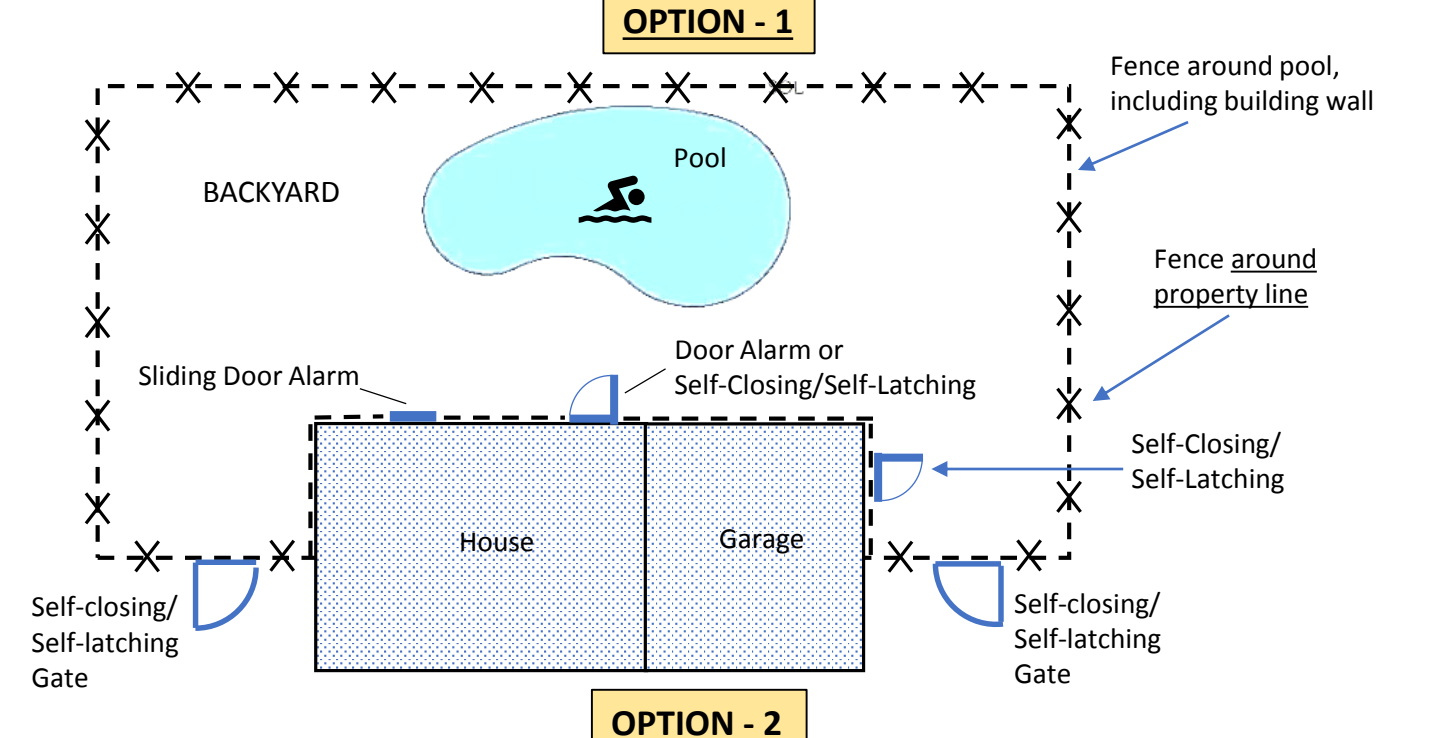 OPTION - 1
Fence around pool,
including building wall
Pool
BACKYARD
Fence around
property line
Door Alarm or
Self-Closing/Self-Latching
Sliding Door Alarm
Self-Closing/
Self-Latching
House
Garage
Self-closing/
Self-latching
Gate
Self-closing/
Self-latching
Gate
OPTION - 2